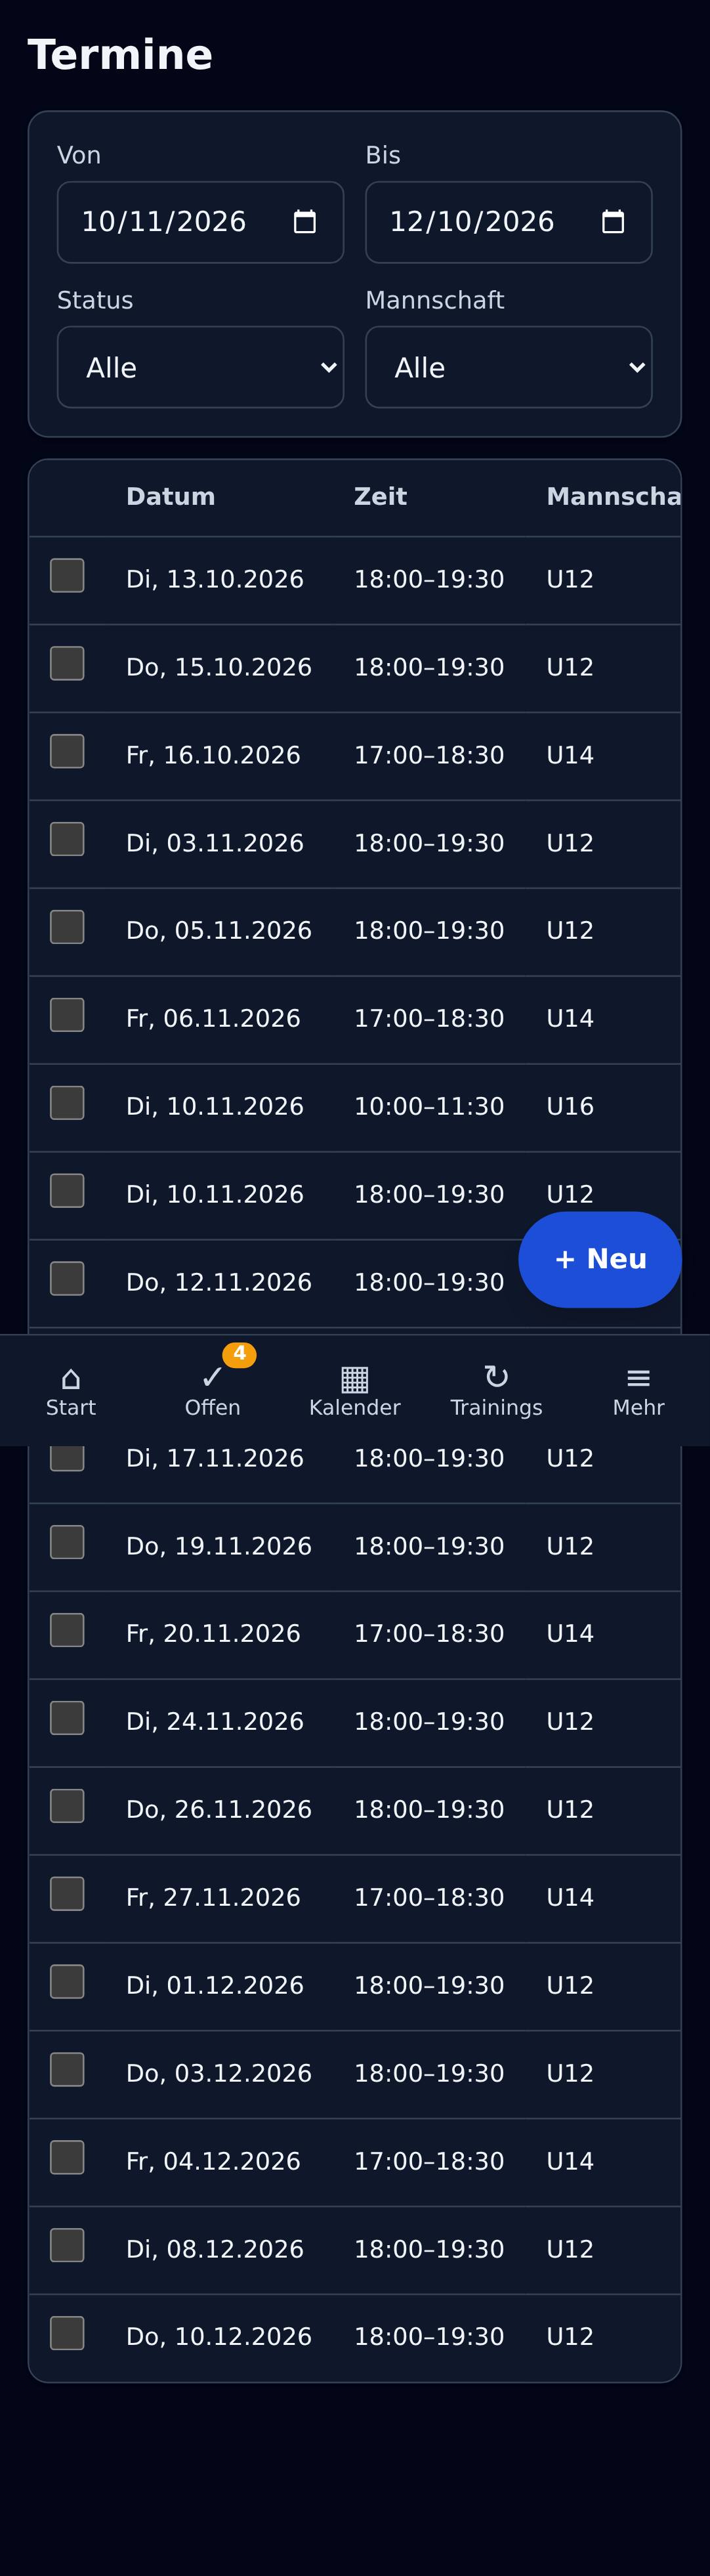 Termine
Von Bis
10/11/2026 12/10/2026
Status Mannschaft
Alle Alle
Datum Zeit Mannscha
Di, 13.10.2026 18:00–19:30 U12
Do, 15.10.2026 18:00–19:30 U12
Fr, 16.10.2026 17:00–18:30 U14
Di, 03.11.2026 18:00–19:30 U12
Do, 05.11.2026 18:00–19:30 U12
Fr, 06.11.2026 17:00–18:30 U14
Di, 10.11.2026 10:00–11:30 U16
Di, 10.11.2026 18:00–19:30 U12
Do, 12.11.2026 18:00–19:30
+ Neu
4
Start Offen Kalender Trainings Mehr
Di, 17.11.2026 18:00–19:30 U12
Do, 19.11.2026 18:00–19:30 U12
Fr, 20.11.2026 17:00–18:30 U14
Di, 24.11.2026 18:00–19:30 U12
Do, 26.11.2026 18:00–19:30 U12
Fr, 27.11.2026 17:00–18:30 U14
Di, 01.12.2026 18:00–19:30 U12
Do, 03.12.2026 18:00–19:30 U12
Fr, 04.12.2026 17:00–18:30 U14
Di, 08.12.2026 18:00–19:30 U12
Do, 10.12.2026 18:00–19:30 U12